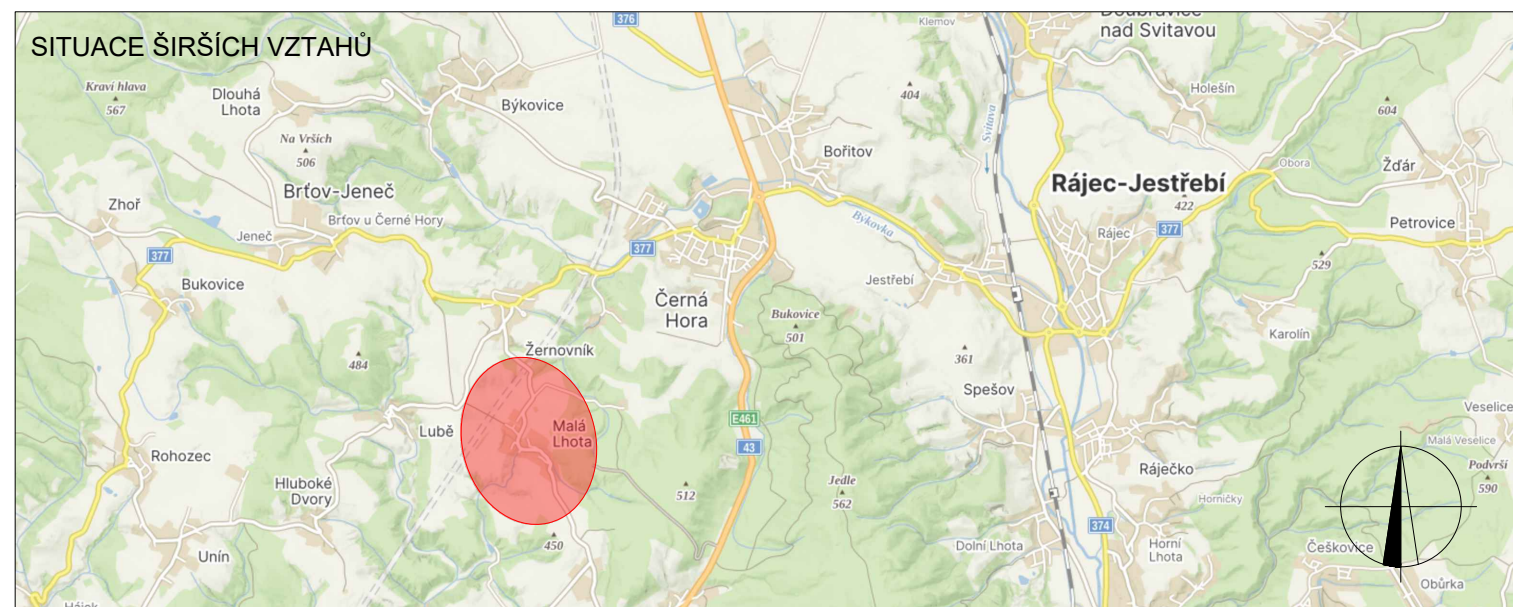 SITUACE ŠIRŠÍCH VZTAHŮ
376
Klemov
Doubravice
nad Svitavou
Kraví hlava
567
Dlouhá
Lhota
Býkovice
404
Holešín
604
Svitava
Na Vrších
506
Bořitov
Obora
Žďár
Brťov-Jeneč
Rájec-Jestřebí
422
Zhoř
Brťov u Černé Hory
Býkovka
Petrovice
Jeneč
377
377
Rájec
377
529
Bukovice
Jestřebí
Černá
Hora
Bukovice
501
Karolín
Žernovník
484
361
Spešov
Veselice
Lubě
Malá
Lhota
E461
43
Malá Veselice
Rohozec
Ráječko
Podvrší
590
Hluboké
Dvory
512
Jedle
562
Horničky
374
450
Unín
Dolní Lhota
Horní
Lhota
Češkovice
Obůrka
Hájek